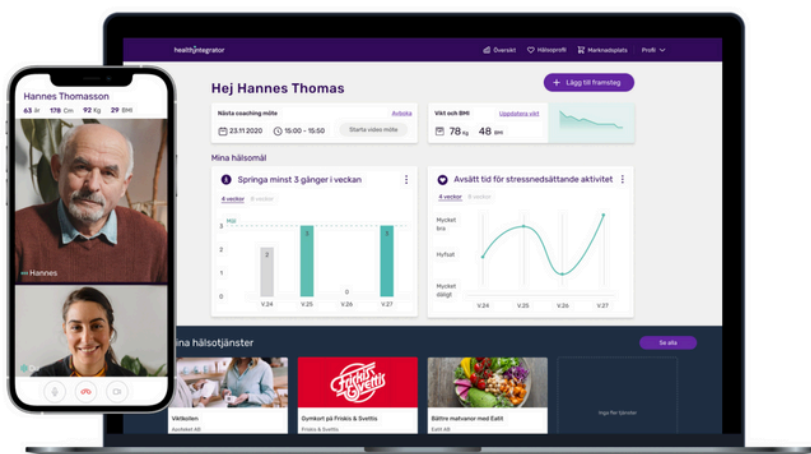 healthintegrator
Översikt
Hälsoprofil
Marknadsplats
Profil
Hej Hannes Thomas
+ Lägg till framsteg
Nästa coaching möte
Avboka
23.11 2020
15:00 - 15:50
Starta video möte
Vikt och BMI
Uppdatera vikt
78 Kg 48 BMI
Mina hälsomål
Springa minst 3 gånger i veckan
4 veckor 8 veckor
Mål
3
2
1
0
2
3
0
3
V.24 V.25 V.26 V.27
Avsätt tid för stressnedsättande aktivitet
4 veckor 8 veckor
Mycket
bra
Hyfsat
Mycket
dåligt
V.24 V.25 V.26 V.27
ina hälsotjänster
Se alla
Viktkollen
Apoteket AB
Friskis & Svettis
Gymkort på Friskis & Svettis
Friskis & Svettis
Bättre matvanor med Eatit
Eatit AB
Inga fler tjänster
Hannes Thomasson
63 år 178 Cm 92 Kg 29 BMI
Hannes